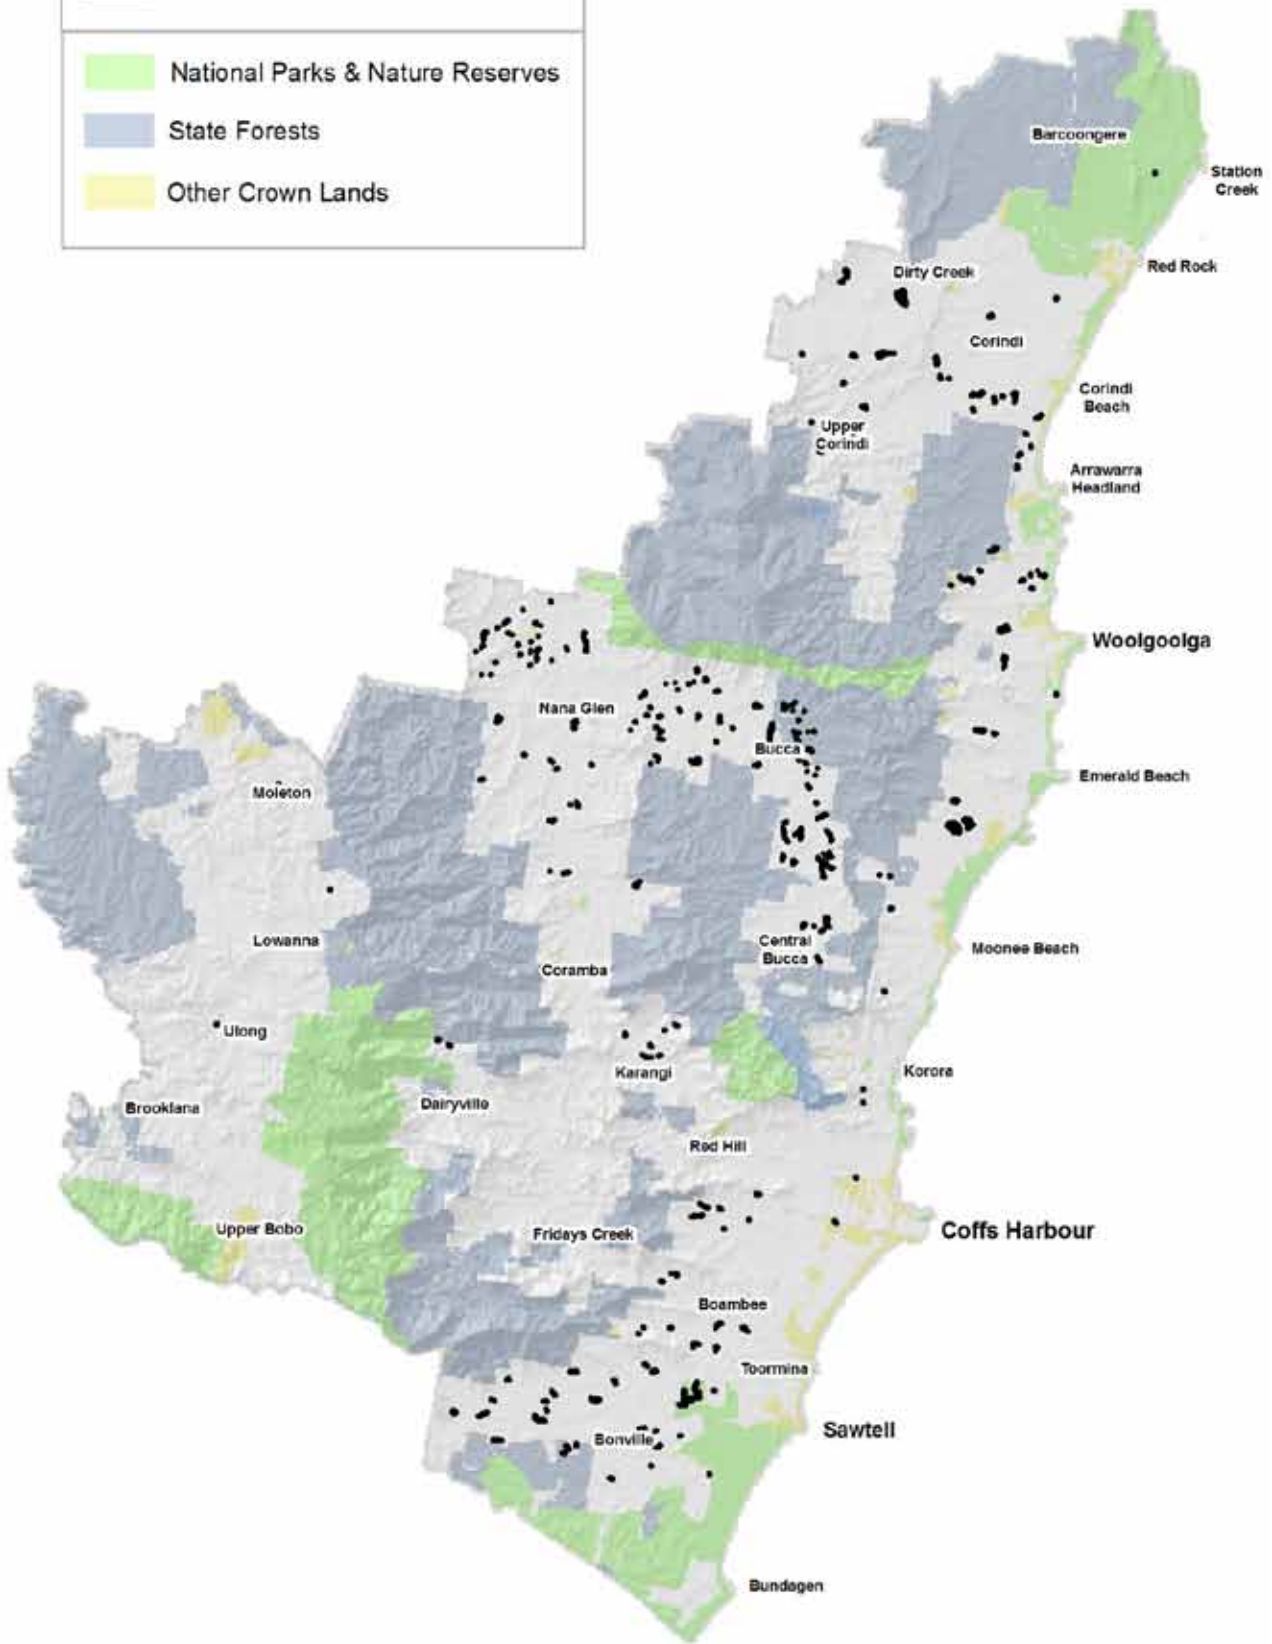 National Parks & Nature Reserves
State Forests
Other Crown Lands
Barcoongere
Station
Creek
Red Rock
Dirty Creek
Corindi
Corindi
Beach
Upper
Corindi
Arrawarra
Headland
Woolgoolga
Nana Glen
Bucca
Emerald Beach
Moleton
Lowanna
Central
Bucca
Moonee Beach
Coramba
Ulong
Karangi
Korora
Brooklana
Dairyville
Red Hill
Upper Bobo
Fridays Creek
Coffs Harbour
Boambee
Toormina
Sawtell
Bonville
Bundagen